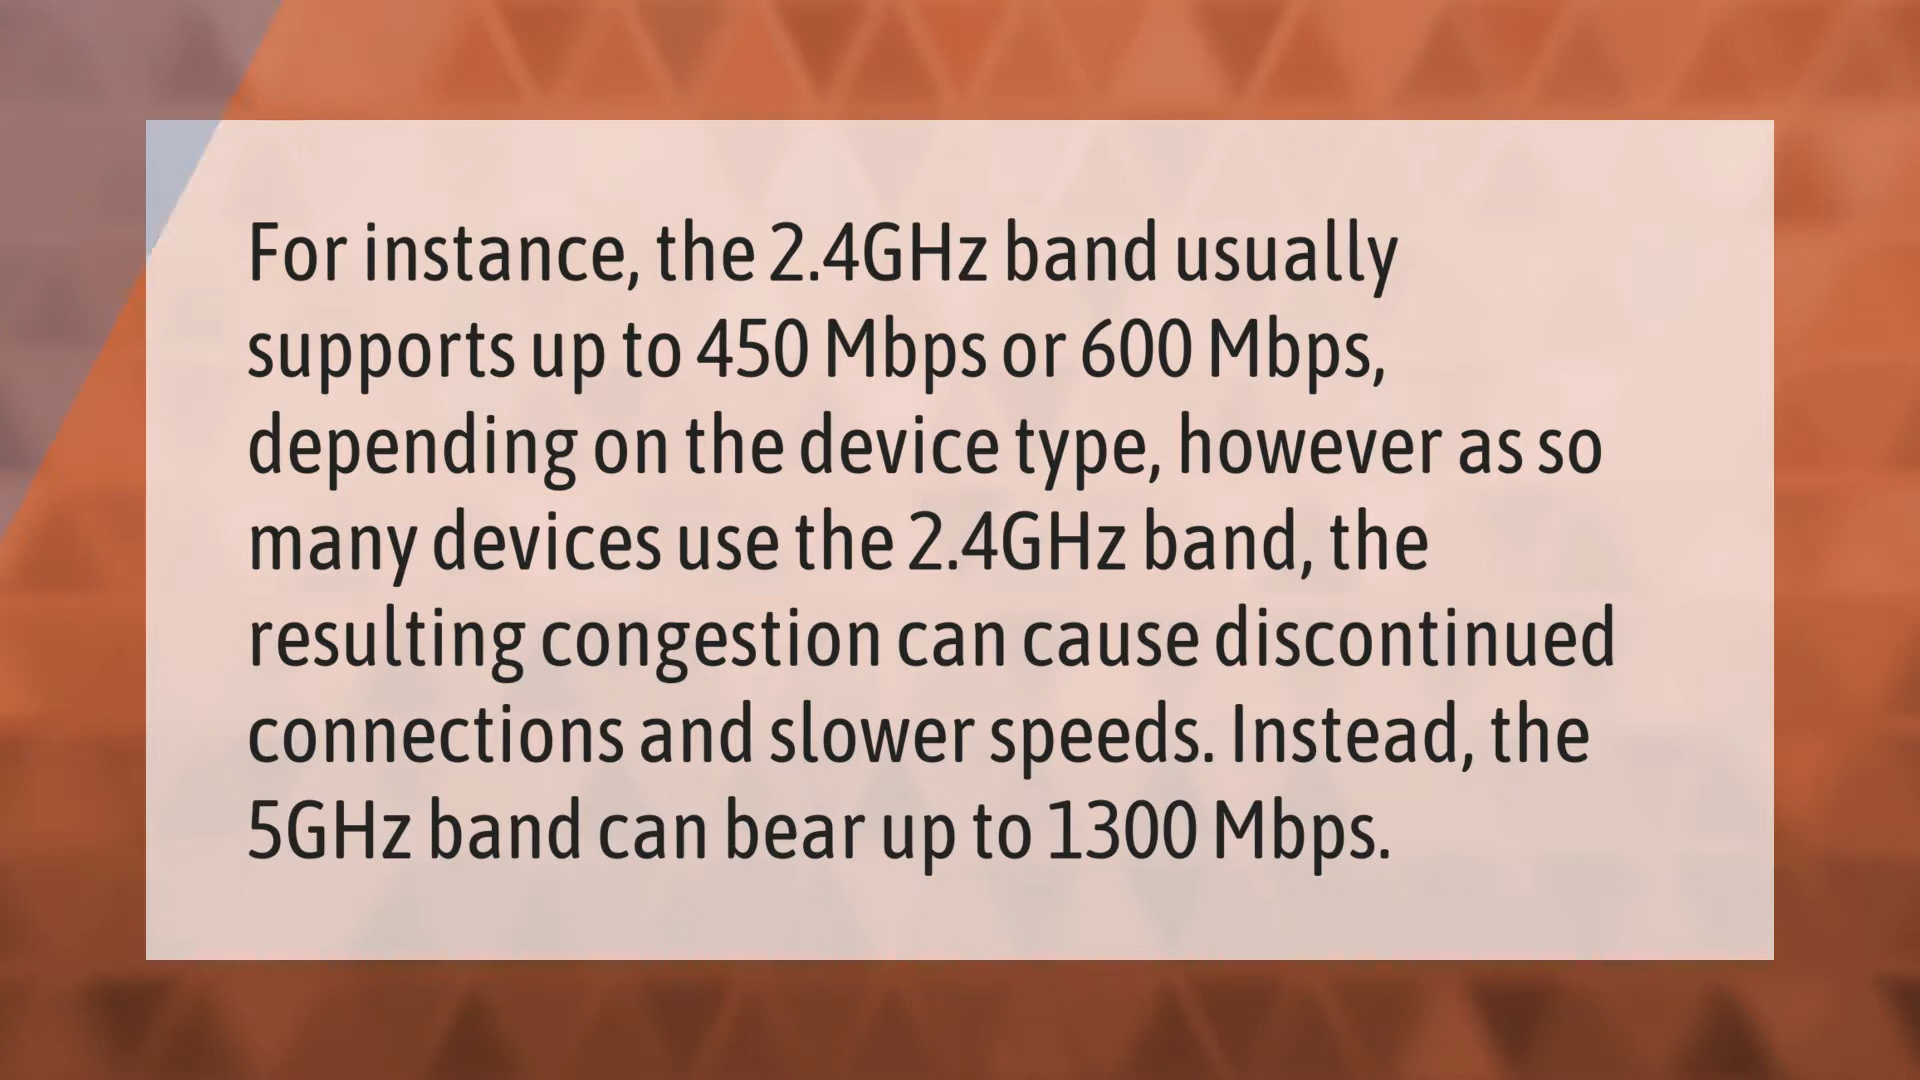 For instance, the 2.4GHz band usually
supports up to 450 Mbps or 600 Mbps,
depending on the device type, however as so
many devices use the 2.4GHz band, the
resulting congestion can cause discontinued
connections and slower speeds. Instead, the
5GHz band can bear up to 1300 Mbps.